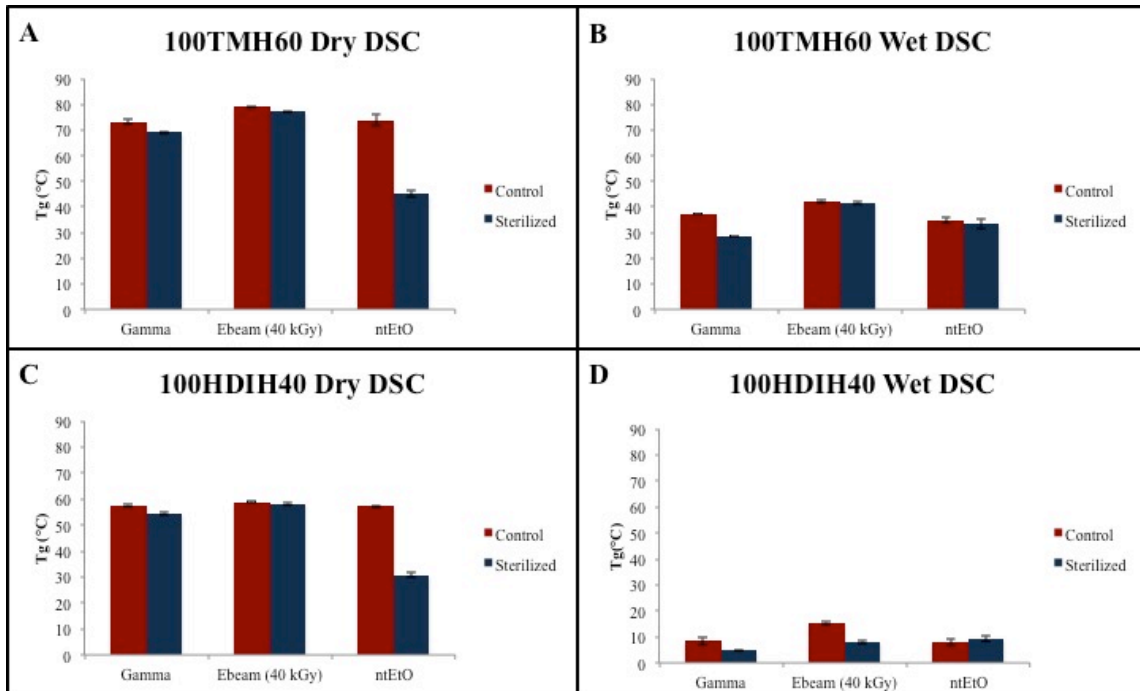 A
100TMH60 Dry DSC
90
80
70
60
50
40
30
20
10
0
Tg (°C)
Gamma Ebeam (40 kGy) ntEtO
Control
Sterilized
B
100TMH60 Wet DSC
90
80
70
60
50
40
30
20
10
0
Tg (°C)
Gamma Ebeam (40 kGy) ntEtO
Control
Sterilized
C
100HDIH40 Dry DSC
90
80
70
60
50
40
30
20
10
0
Tg (°C)
Gamma Ebeam (40 kGy) ntEtO
Control
Sterilized
D
100HDIH40 Wet DSC
90
80
70
60
50
40
30
20
10
0
Tg(°C)
Gamma Ebeam (40 kGy) ntEtO
Control
Sterilized